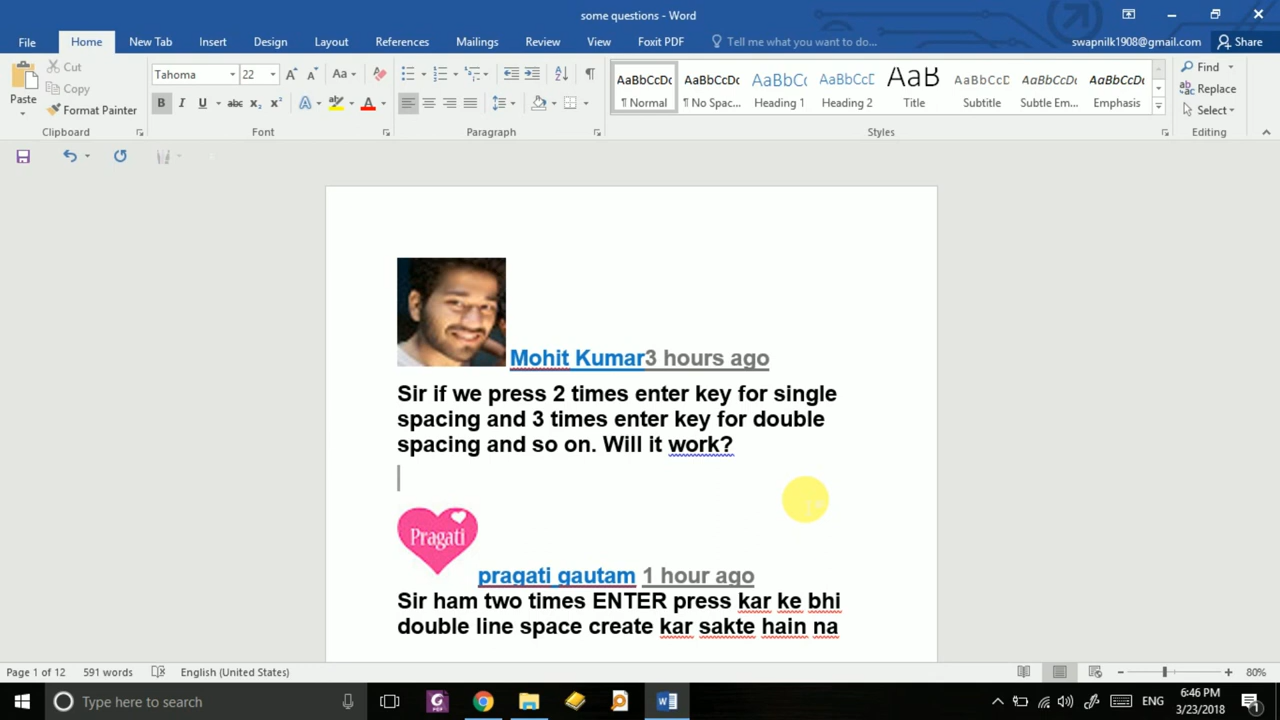 some questions - Word
File Home New Tab Insert Design Layout References Mailings Review View Foxit PDF Tell me what you want to do... swapnilk1908@gmail.com Share
Cut
Copy
Format Painter
Paste
Clipboard
Tahoma 22 Aa
Font
Paragraph
AaBbCcDc AaBbCcDc AaBbCc AaBbCcE AaB AaBbCcD AaBbCcDc AaBbCcDc
¶ Normal ¶ No Spac... Heading 1 Heading 2 Title Subtitle Subtle Em... Emphasis
Styles
Find
Replace
Select
Editing
Mohit Kumar3 hours ago
Sir if we press 2 times enter key for single
spacing and 3 times enter key for double
spacing and so on. Will it work?
Pragati
pragati gautam 1 hour ago
Sir ham two times ENTER press kar ke bhi
double line space create kar sakte hain na
Page 1 of 12 591 words English (United States) 80%
Type here to search ENG 6:46 PM
3/23/2018